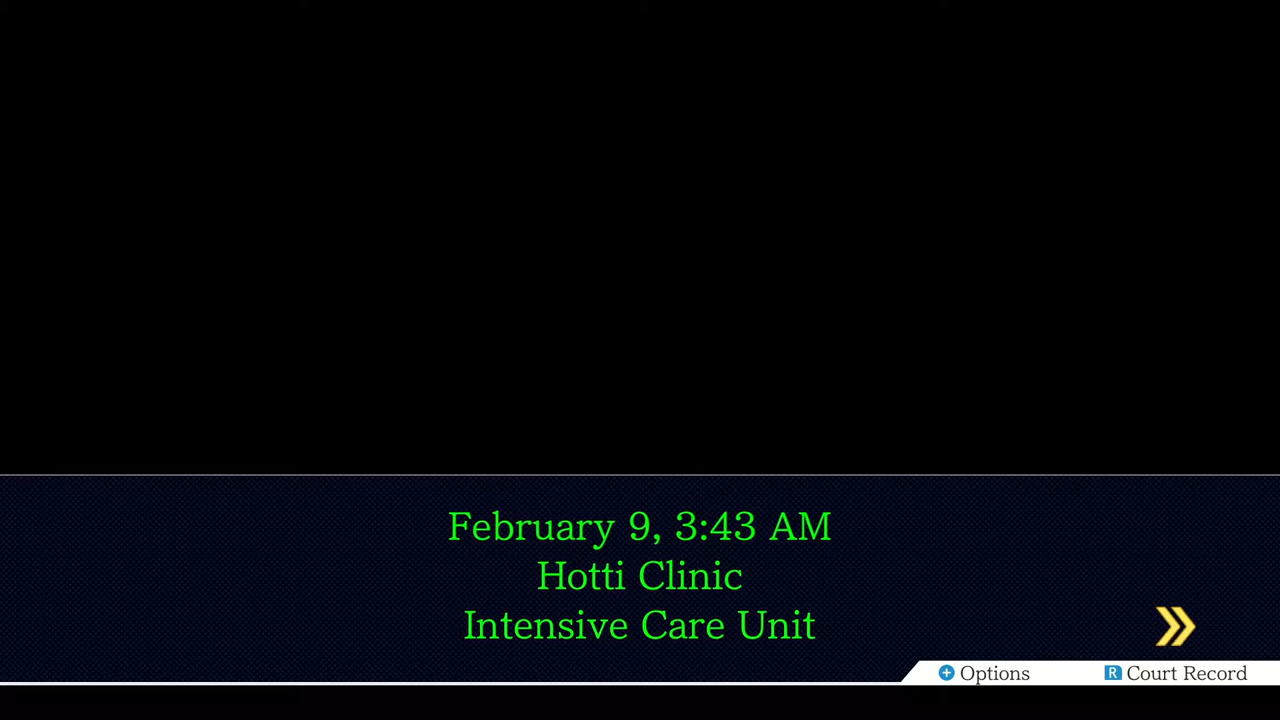 February 9, 3:43 AM
Hotti Clinic
Intensive Care Unit
+ Options
R Court Record